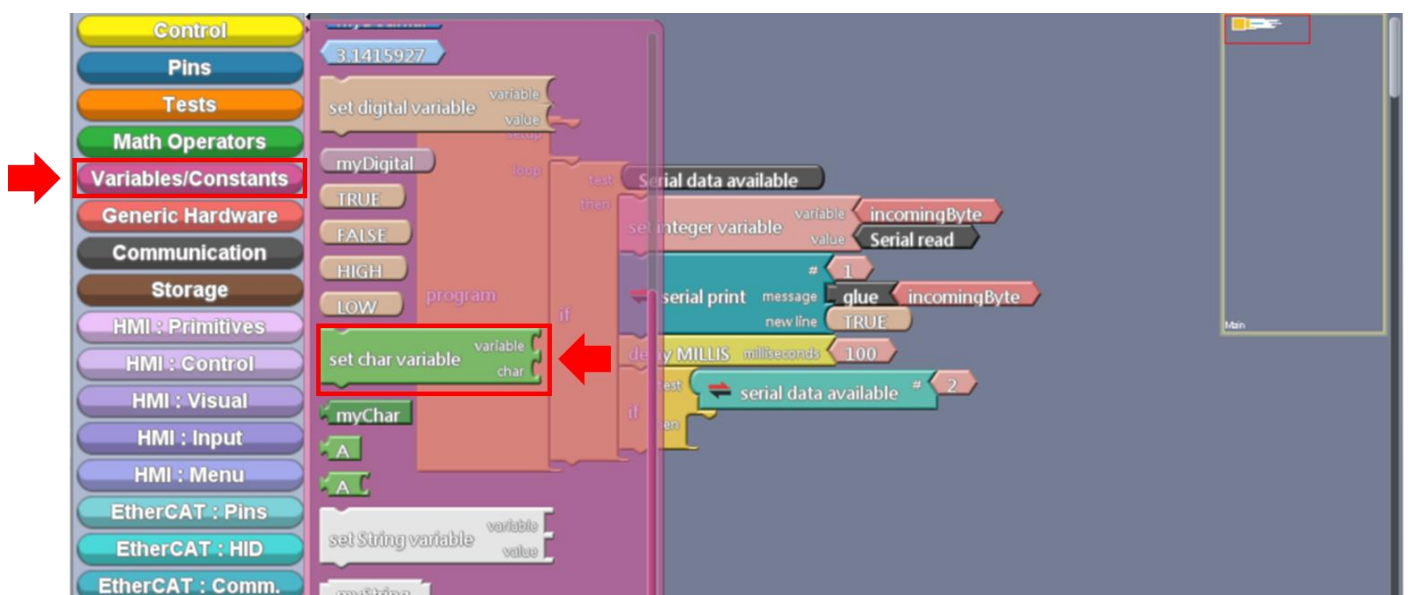 Control
Pins
Tests
Math Operators
Variables/Constants
Generic Hardware
Communication
Storage
HMI : Primitives
HMI : Control
HMI : Visual
HMI : Input
HMI : Menu
EtherCAT : Pins
EtherCAT : HID
EtherCAT : Comm.
3.1415927
set digital variable
variable
value
myDigital
TRUE
FALSE
HIGH
LOW
set char variable
variable
char
myChar
A
A
set String variable
variable
value
myString
program
setup
loop
if
test
Serial data available
then
set integer variable
variable
incomingByte
value
Serial read
serial print
#
1
message
glue
incomingByte
new line
TRUE
delay MILLIS
milliseconds
100
if
test
serial data available
#
2
Main